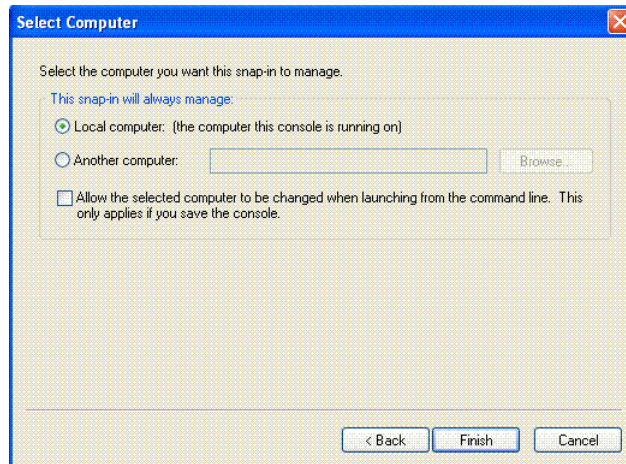 Select Computer
Select the computer you want this snap-in to manage.
This snap-in will always manage:
Local computer: (the computer this console is running on)
Another computer:
Browse...
Allow the selected computer to be changed when launching from the command line. This
only applies if you save the console.
< Back
Finish
Cancel